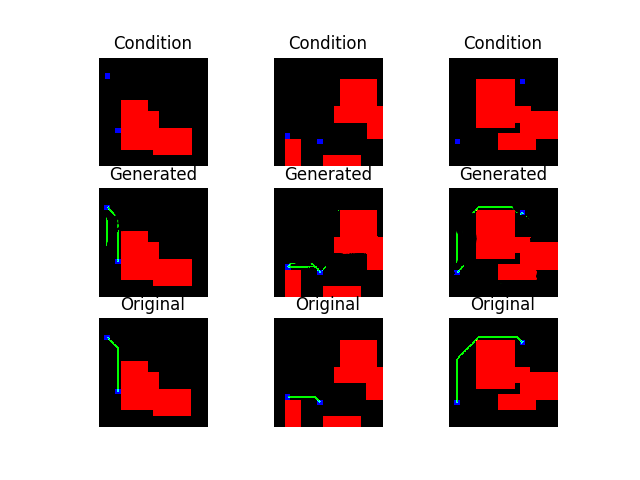 Condition Condition Condition
Generated Generated Generated
Original Original Original